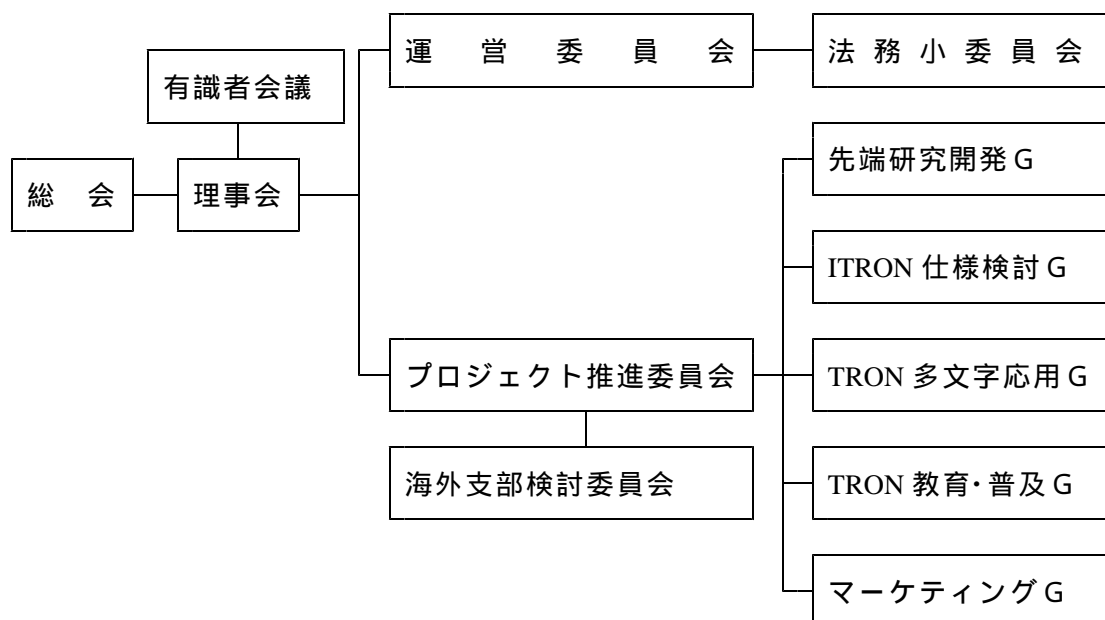 運営委員会
法務小委員会
有識者会議
総会
理事会
先端研究開発G
ITRON 仕様検討G
プロジェクト推進委員会
TRON 多文字応用G
海外支部検討委員会
TRON 教育・普及G
マーケティングG